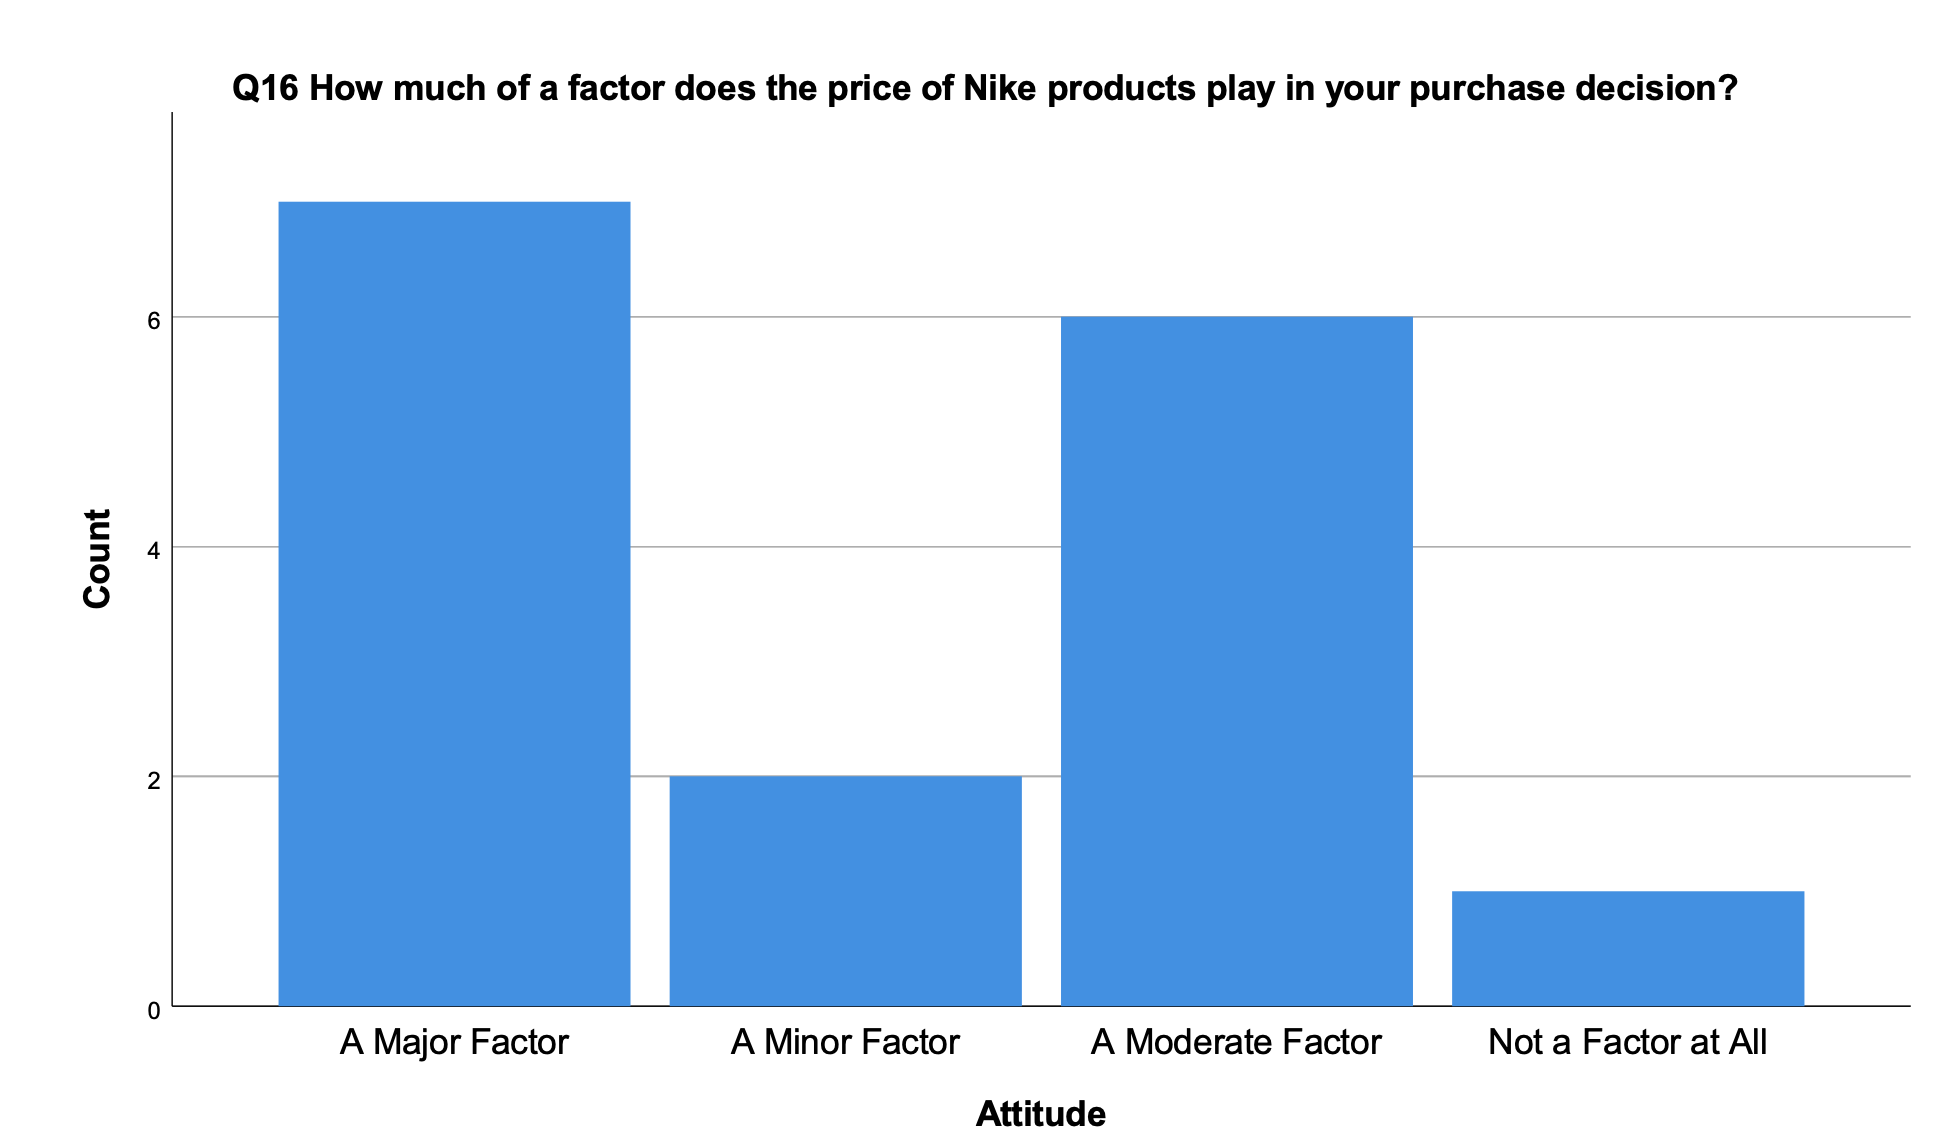 Q16 How much of a factor does the price of Nike products play in your purchase decision?
Count
6
4
2
0
A Major Factor
A Minor Factor
A Moderate Factor
Not a Factor at All
Attitude